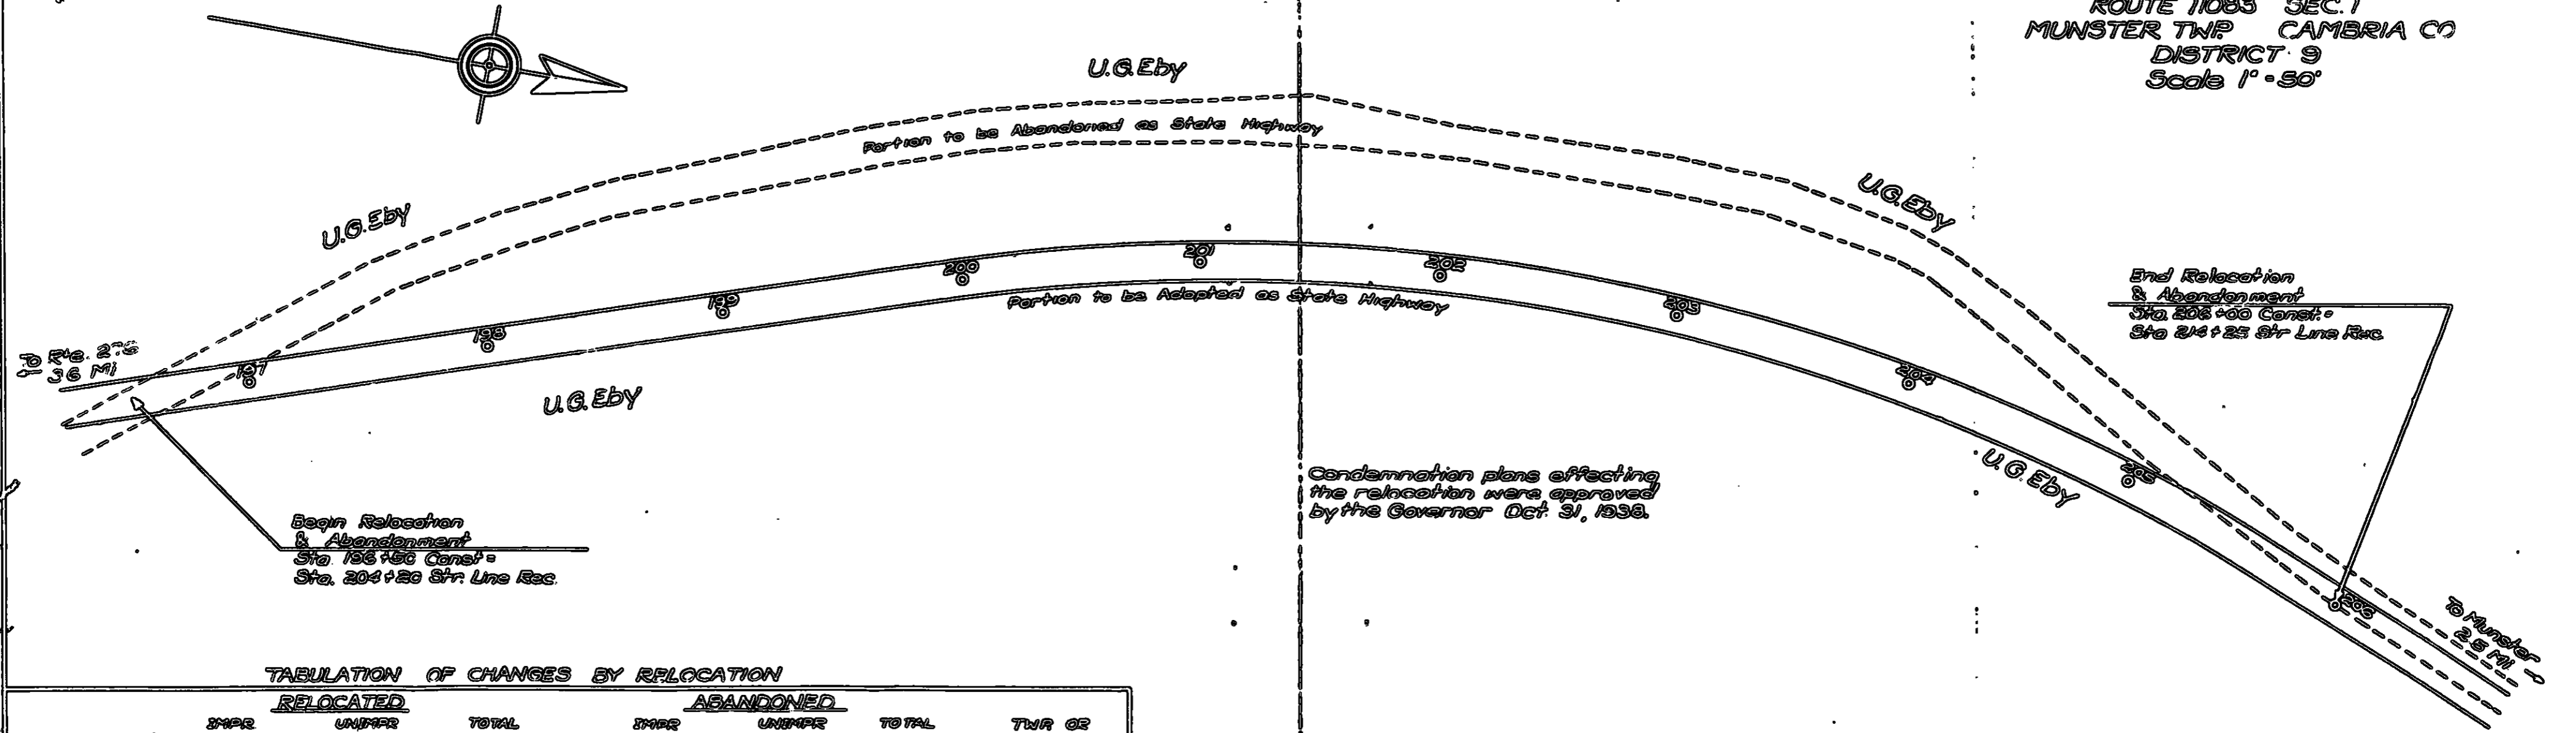 ROUTE 11083 SEC. 1
MUNSTER TWP. CAMBRIA CO
DISTRICT 9
Scale 1" = 50'
U.G. Eby
Portion to be Abandoned as State Highway
U.G. Eby
U.G. Eby
201
200
202
199
203
198
204
197
205
206
Portion to be Adopted as State Highway
To Rte. 276
3.6 Mi
U.G. Eby
U.G. Eby
End Relocation
& Abandonment
Sta. 206+00 Const. =
Sta 214+25 Str Line Rec.
Condemnation plans effecting
the relocation were approved
by the Governor Oct. 31, 1938.
Begin Relocation
& Abandonment
Sta. 196+50 Const =
Sta. 204+20 Str. Line Rec.
To Munster
2.5 Mi
TABULATION OF CHANGES BY RELOCATION
RELOCATED ABANDONED
IMPR UNIMPR TOTAL IMPR UNIMPR TOTAL TWP. OR